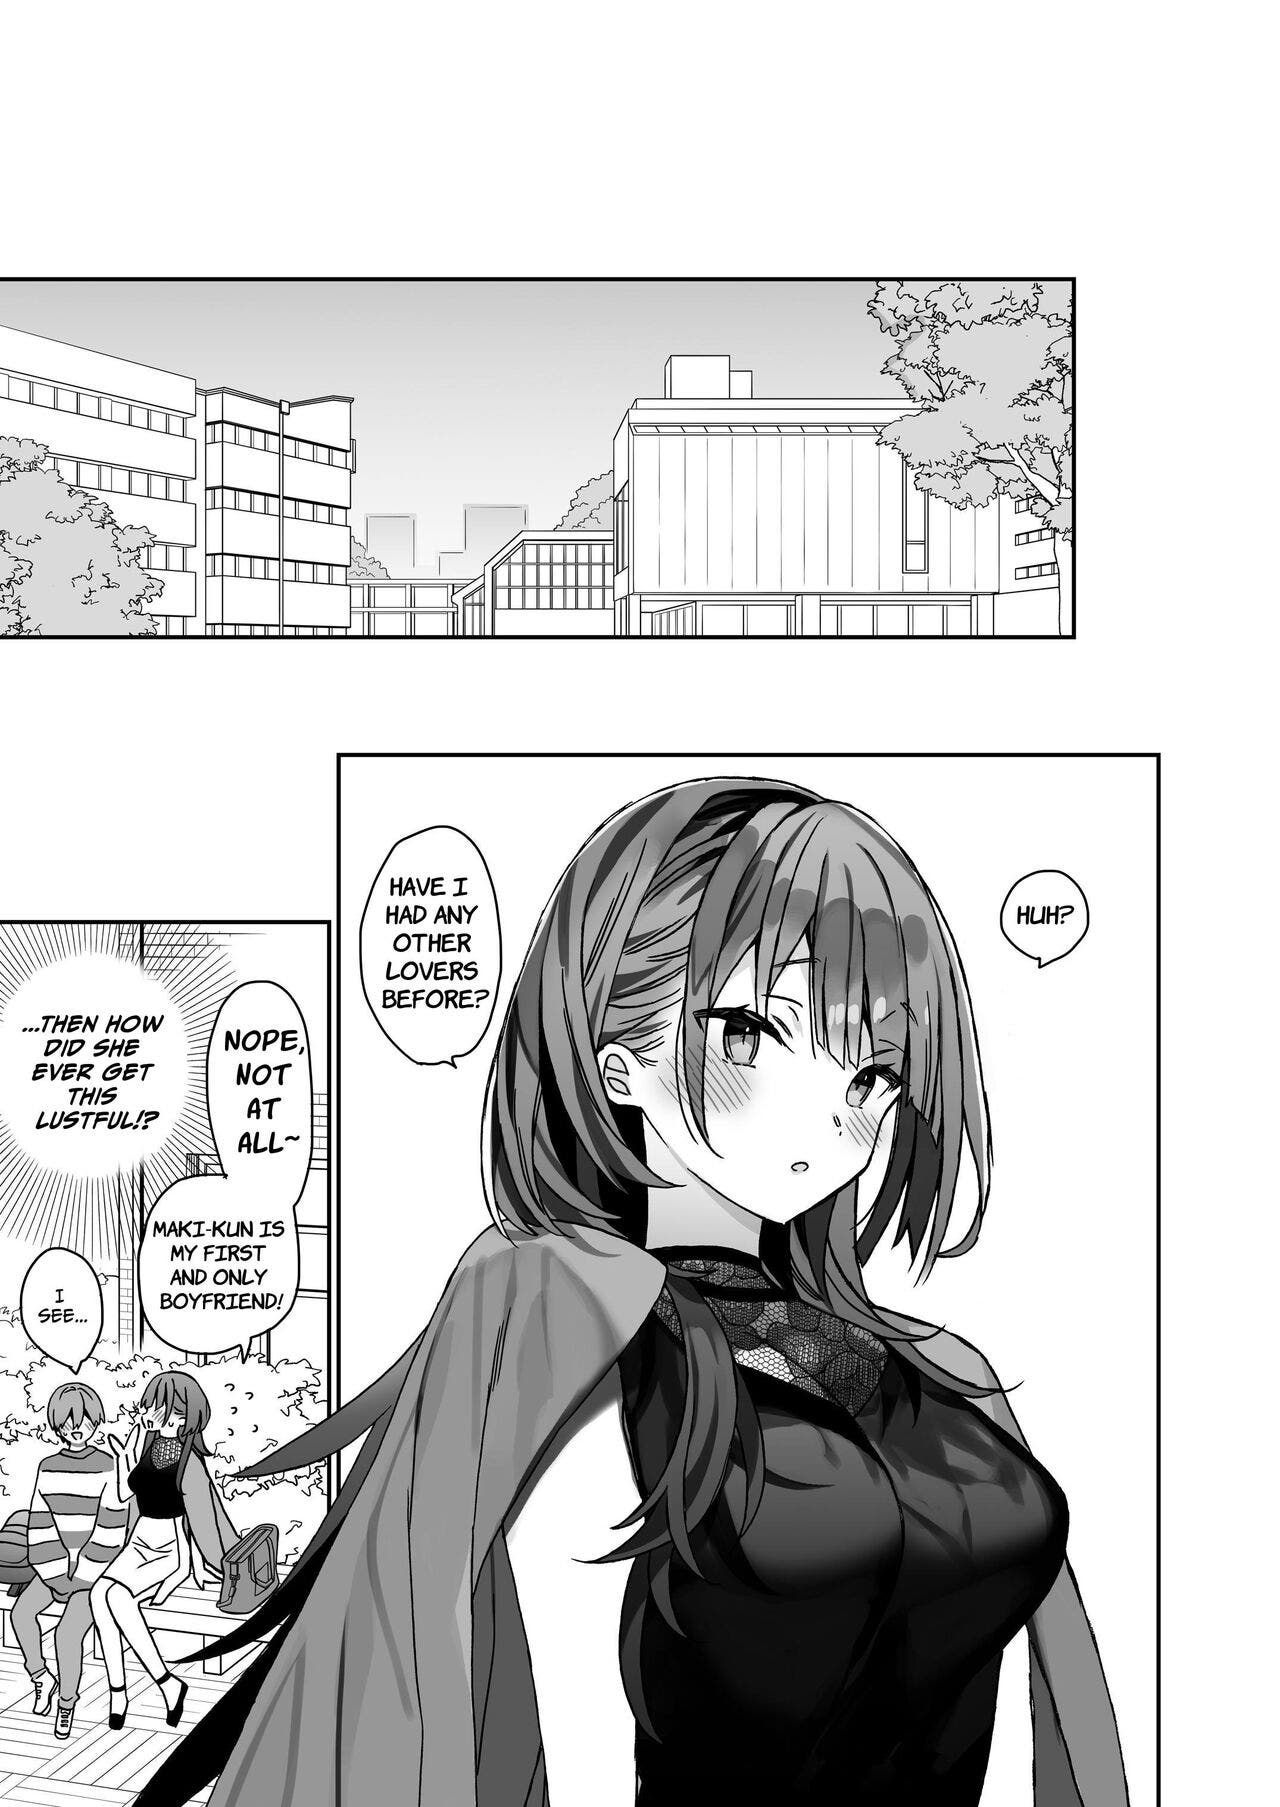 HUH?
HAVE I
HAD ANY
OTHER
LOVERS
BEFORE?
NOPE,
NOT
AT
ALL~
MAKI-KUN IS
MY FIRST
AND ONLY
BOYFRIEND!
...THEN HOW
DID SHE
EVER GET
THIS
LUSTFUL!?
I
SEE...